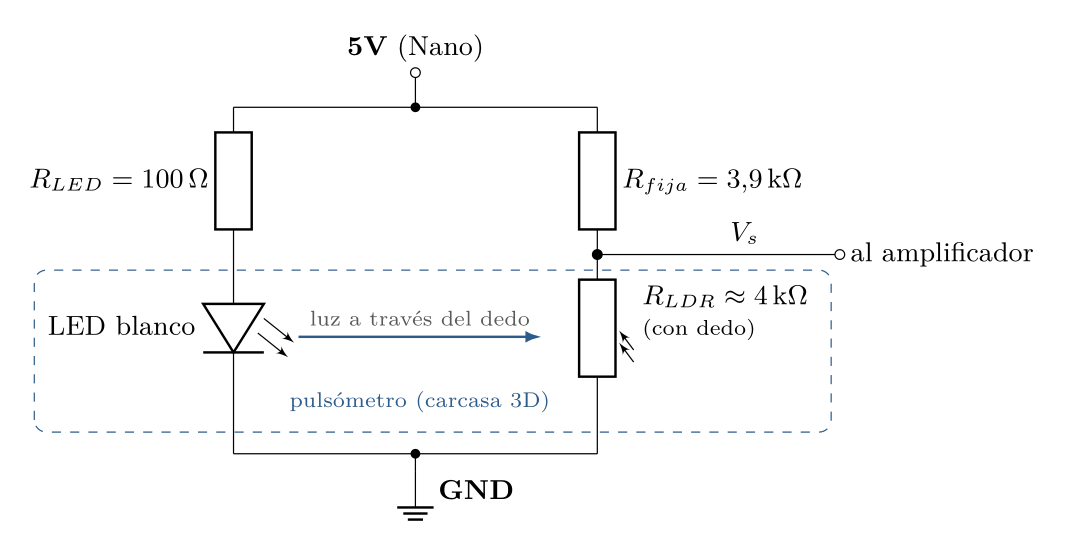 5V (Nano)
R_LED = 100 Ω
R_fija = 3,9 kΩ
V_s
al amplificador
R_LDR ≈ 4 kΩ
(con dedo)
LED blanco
luz a través del dedo
pulsómetro (carcasa 3D)
GND